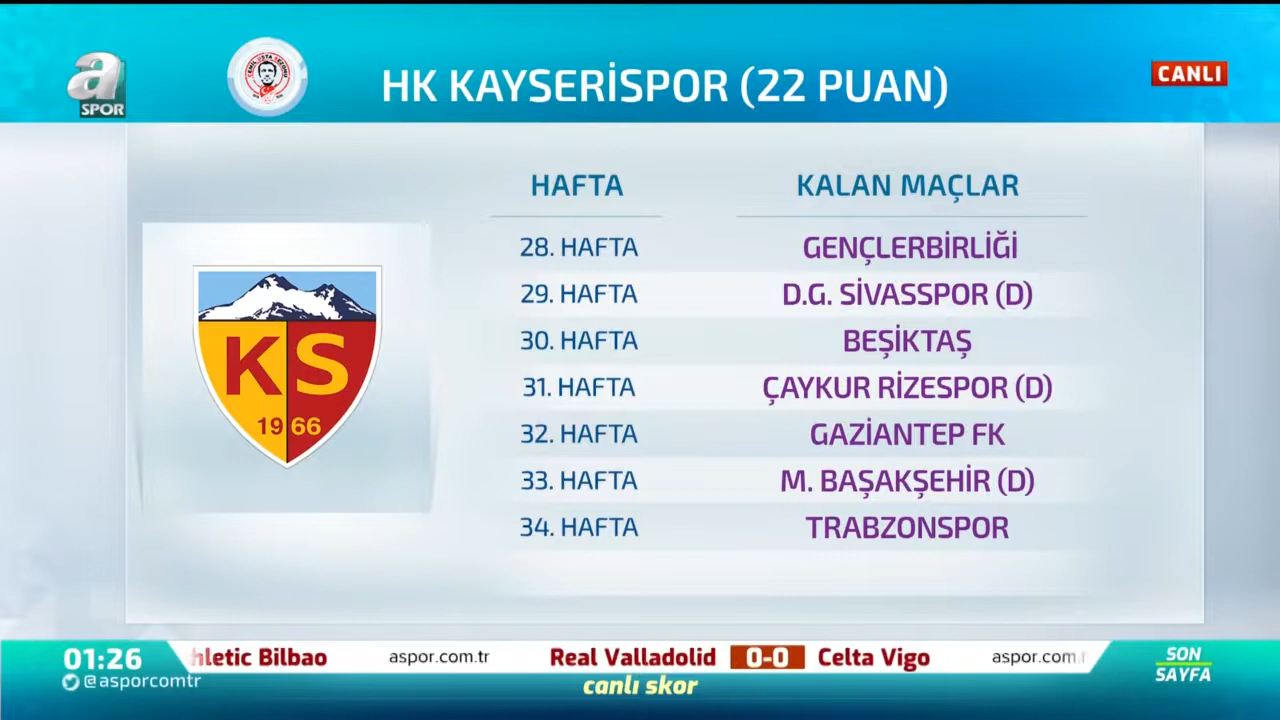 a
SPOR
CEMİL USTA SEZONU
HK KAYSERİSPOR (22 PUAN)
CANLI
HAFTA KALAN MAÇLAR
28. HAFTA GENÇLERBİRLİĞİ
29. HAFTA D.G. SİVASSPOR (D)
30. HAFTA BEŞİKTAŞ
31. HAFTA ÇAYKUR RİZESPOR (D)
32. HAFTA GAZİANTEP FK
33. HAFTA M. BAŞAKŞEHİR (D)
34. HAFTA TRABZONSPOR
KS
1966
01:26 hletic Bilbao aspor.com.tr Real Valladolid 0-0 Celta Vigo aspor.com.t
@asporcomtr
canlı skor
SON
SAYFA